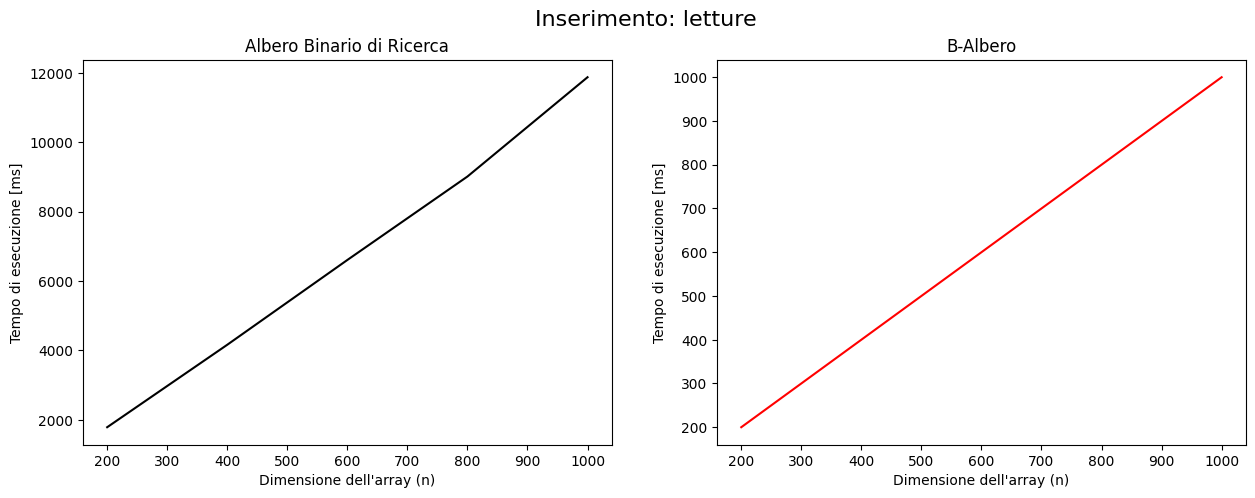 Inserimento: letture
Albero Binario di Ricerca
12000
10000
8000
6000
4000
2000
Tempo di esecuzione [ms]
200 300 400 500 600 700 800 900 1000
Dimensione dell'array (n)
B-Albero
1000
900
800
700
600
500
400
300
200
Tempo di esecuzione [ms]
200 300 400 500 600 700 800 900 1000
Dimensione dell'array (n)